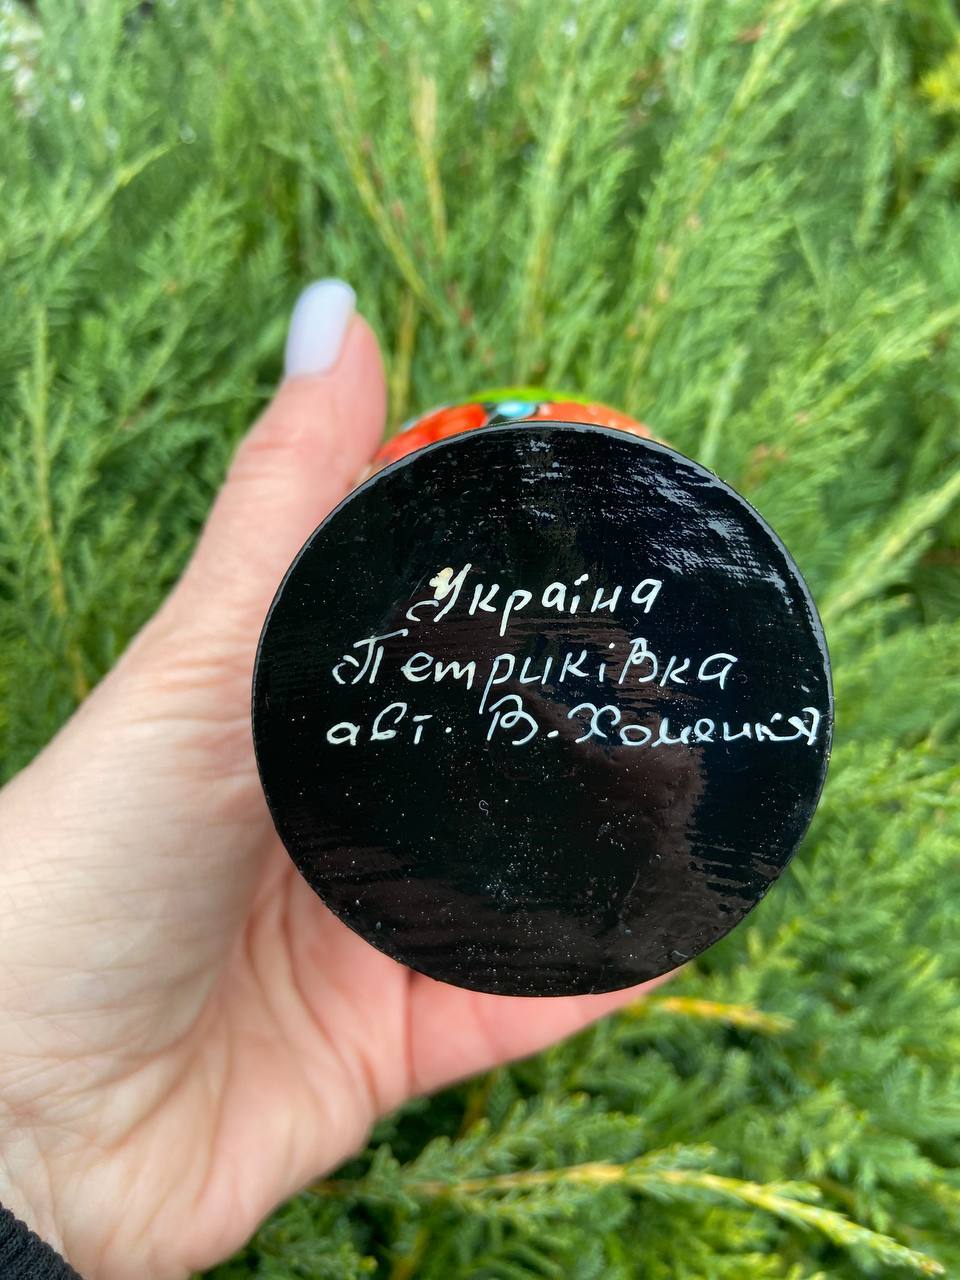 Україна
Петриківка
авт. В. Хоменко